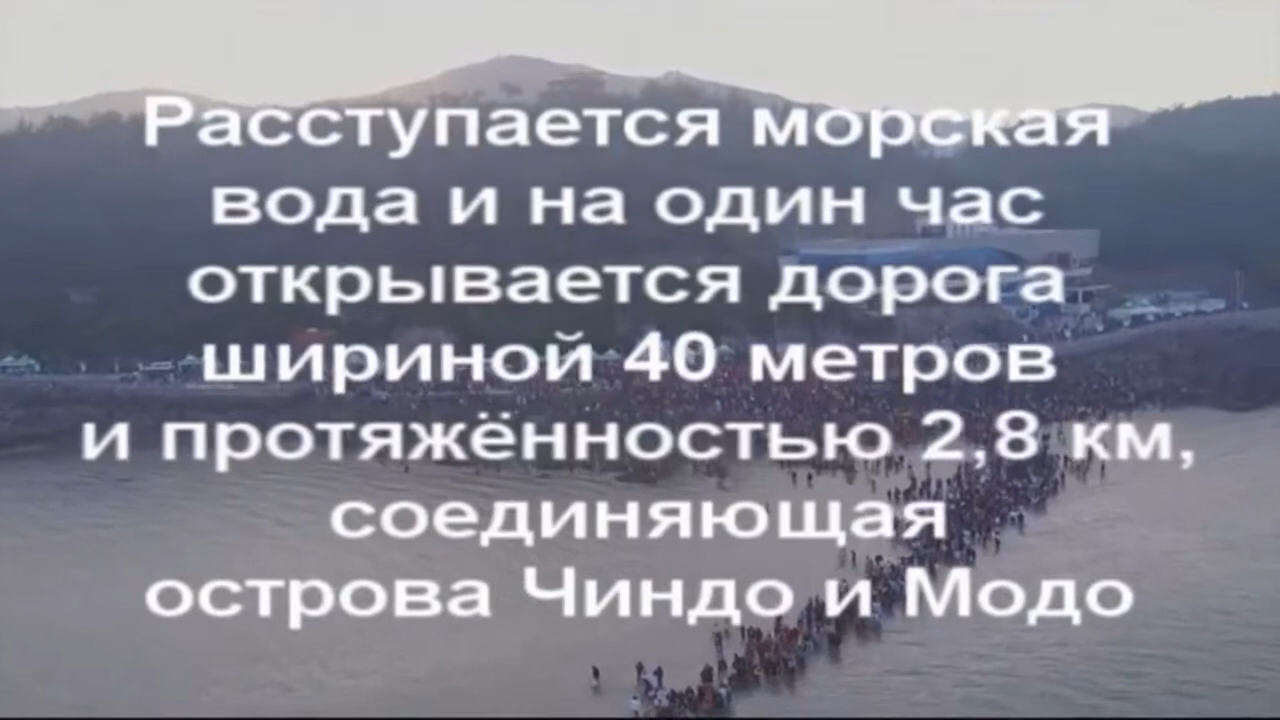 Расступается морская
вода и на один час
открывается дорога
шириной 40 метров
и протяжённостью 2,8 км,
соединяющая
острова Чиндо и Модо